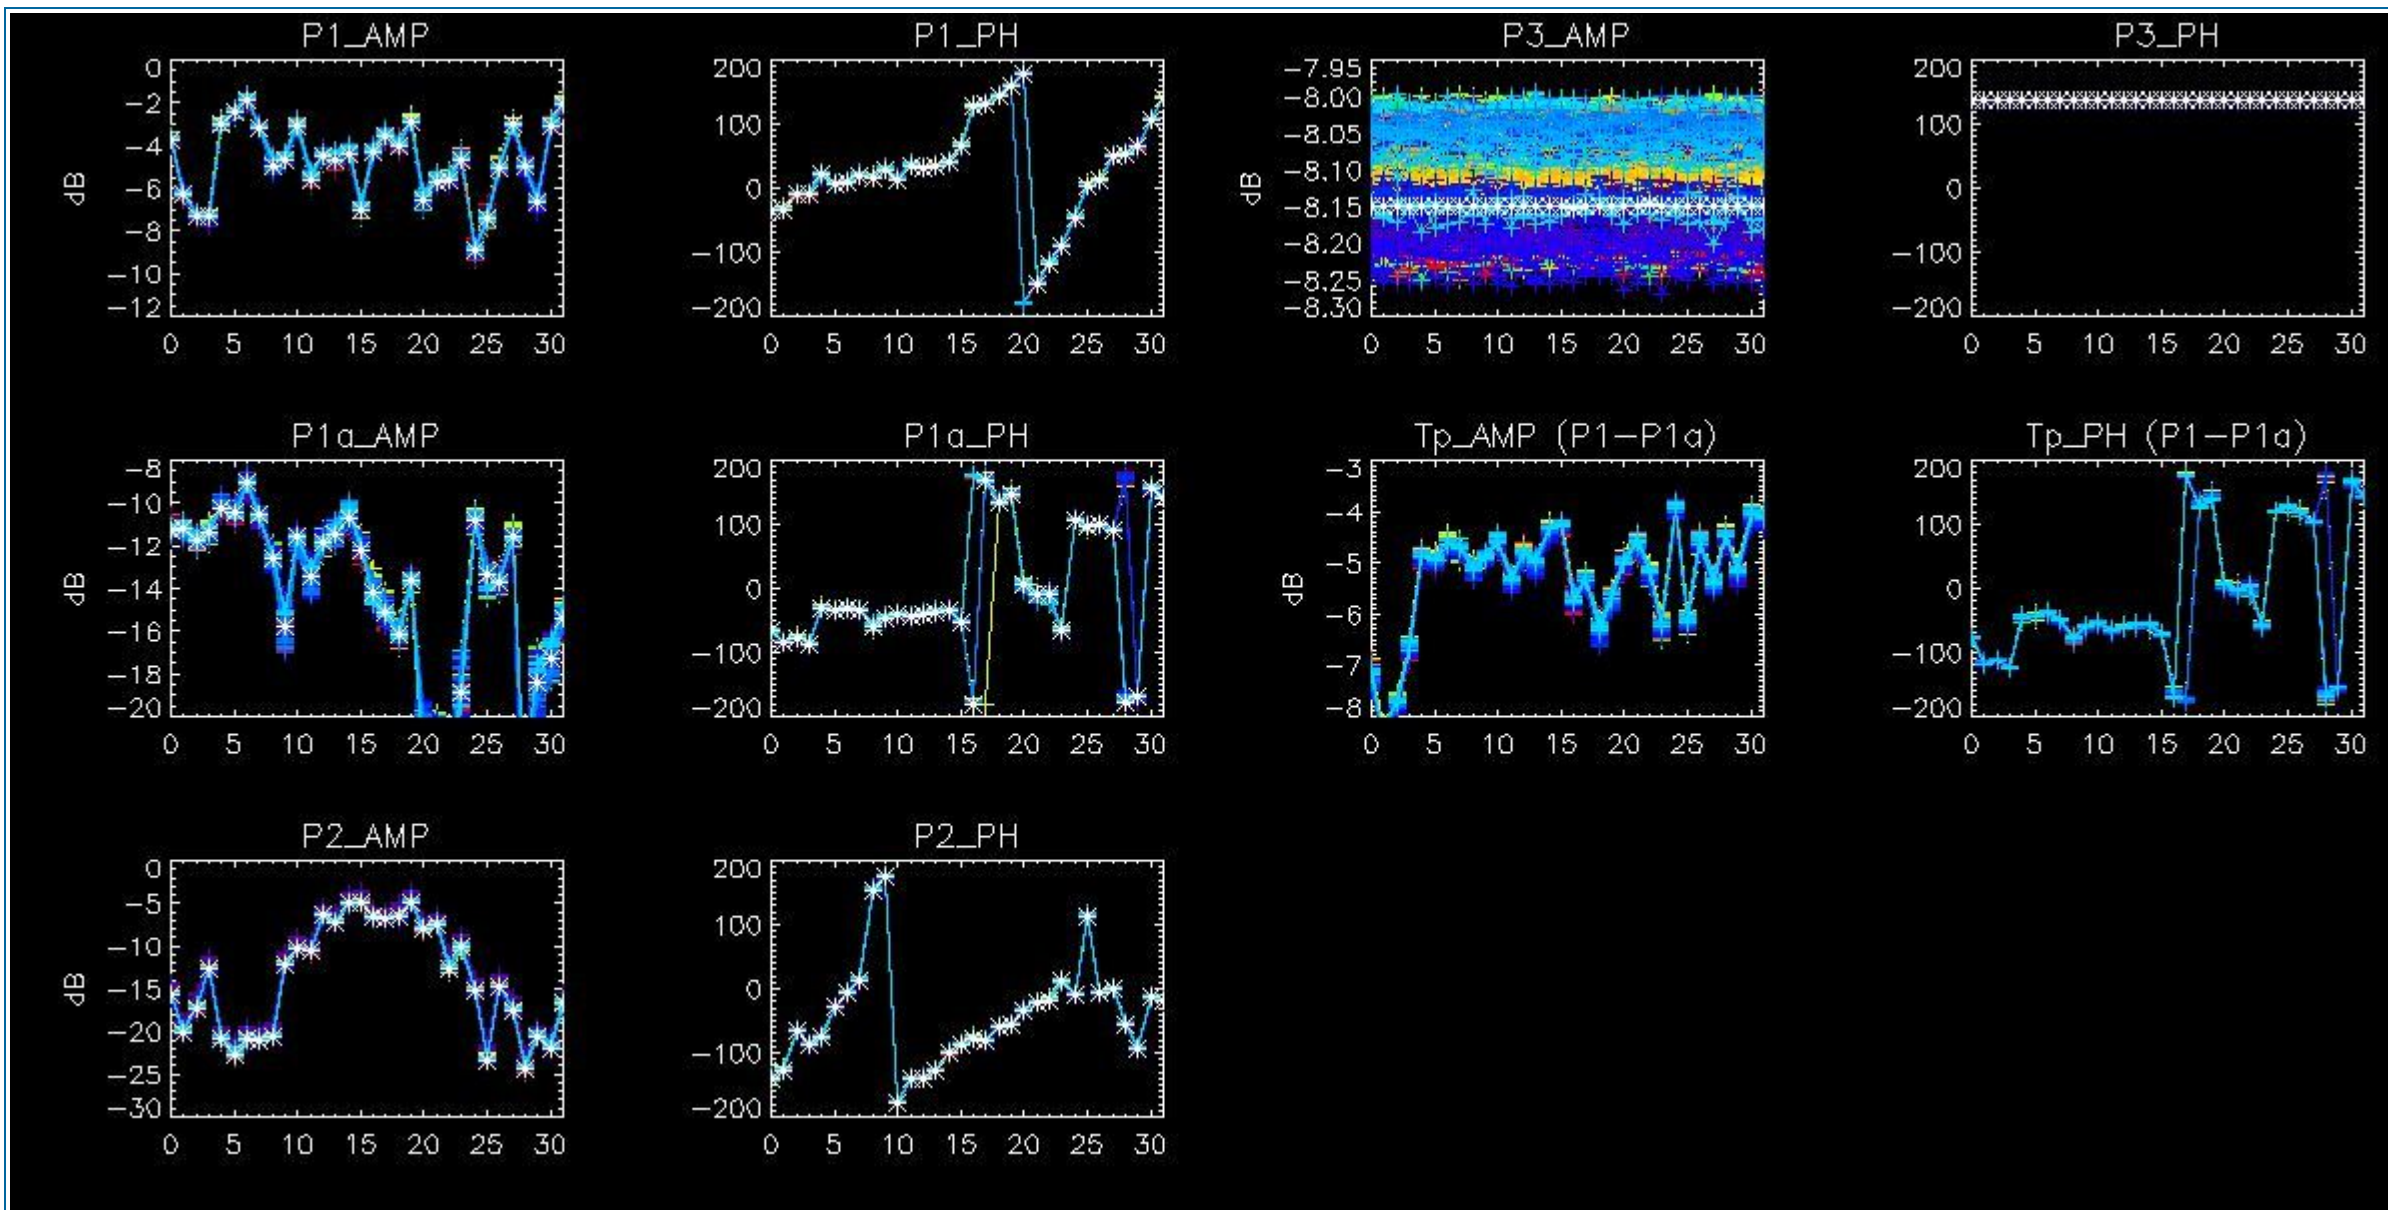 P1_AMP
P1_PH
P3_AMP
P3_PH
0
−2
−4
−6
−8
−10
−12
dB
0 5 10 15 20 25 30
200
100
0
−100
−200
0 5 10 15 20 25 30
−7.95
−8.00
−8.05
−8.10
−8.15
−8.20
−8.25
−8.30
dB
0 5 10 15 20 25 30
200
100
0
−100
−200
0 5 10 15 20 25 30
P1a_AMP
P1a_PH
Tp_AMP (P1−P1a)
Tp_PH (P1−P1a)
−8
−10
−12
−14
−16
−18
−20
dB
0 5 10 15 20 25 30
200
100
0
−100
−200
0 5 10 15 20 25 30
−3
−4
−5
−6
−7
−8
dB
0 5 10 15 20 25 30
200
100
0
−100
−200
0 5 10 15 20 25 30
P2_AMP
P2_PH
0
−5
−10
−15
−20
−25
−30
dB
0 5 10 15 20 25 30
200
100
0
−100
−200
0 5 10 15 20 25 30